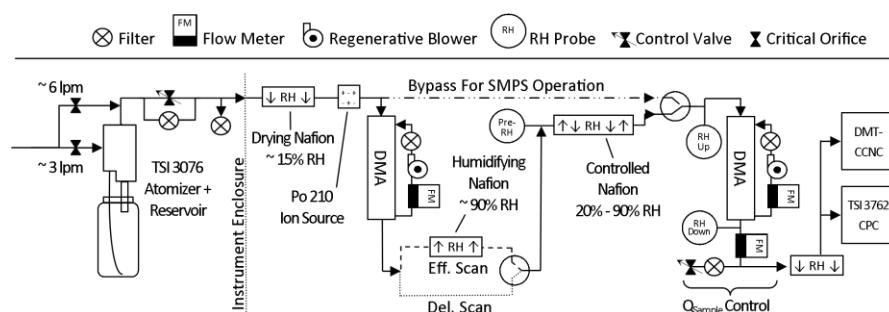 FM
RH
Filter
Flow Meter
Regenerative Blower
RH Probe
Control Valve
Critical Orifice
~ 6 lpm
~ 3 lpm
TSI 3076
Atomizer +
Reservoir
Instrument Enclosure
↓ RH ↓
Drying Nafion
~ 15% RH
Po 210
Ion Source
Bypass For SMPS Operation
DMA
FM
Pre-
RH
Humidifying
Nafion
~ 90% RH
↑ RH ↑
Eff. Scan
Del. Scan
↑↓ RH ↓↑
Controlled
Nafion
20% - 90% RH
RH
Up
DMA
FM
RH
Down
FM
QSample Control
↓ RH ↓
DMT-
CCNC
TSI 3762
CPC